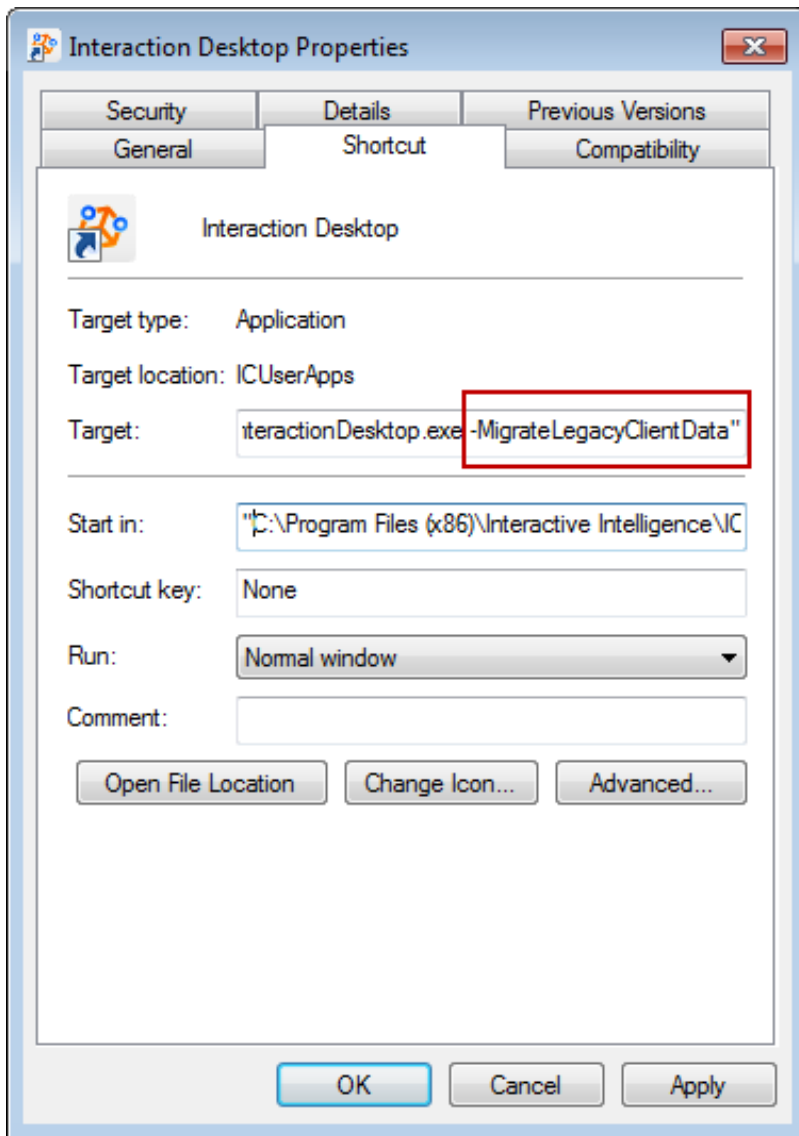 Interaction Desktop Properties
Security Details Previous Versions
General Shortcut Compatibility
Interaction Desktop
Target type: Application
Target location: ICUserApps
Target: nteractionDesktop.exe -MigrateLegacyClientData"
Start in: "C:\Program Files (x86)\Interactive Intelligence\IC
Shortcut key: None
Run: Normal window
Comment:
Open File Location Change Icon... Advanced...
OK Cancel Apply